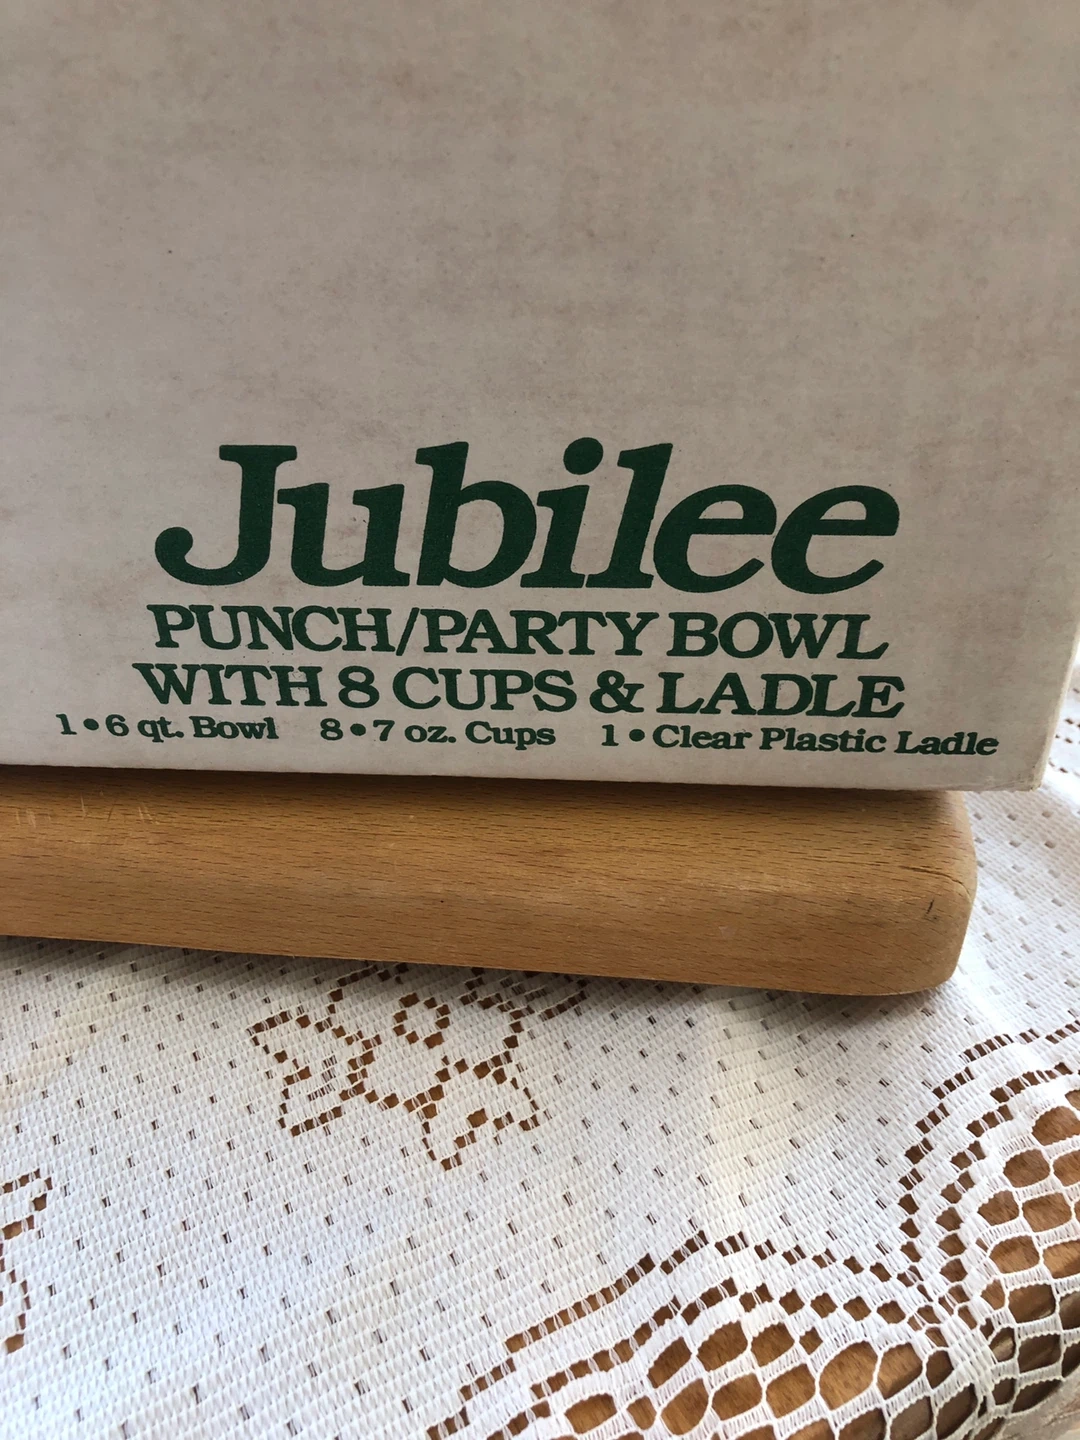 Jubilee
PUNCH/PARTY BOWL
WITH 8 CUPS & LADLE
1•6 qt. Bowl 8•7 oz. Cups 1•Clear Plastic Ladle